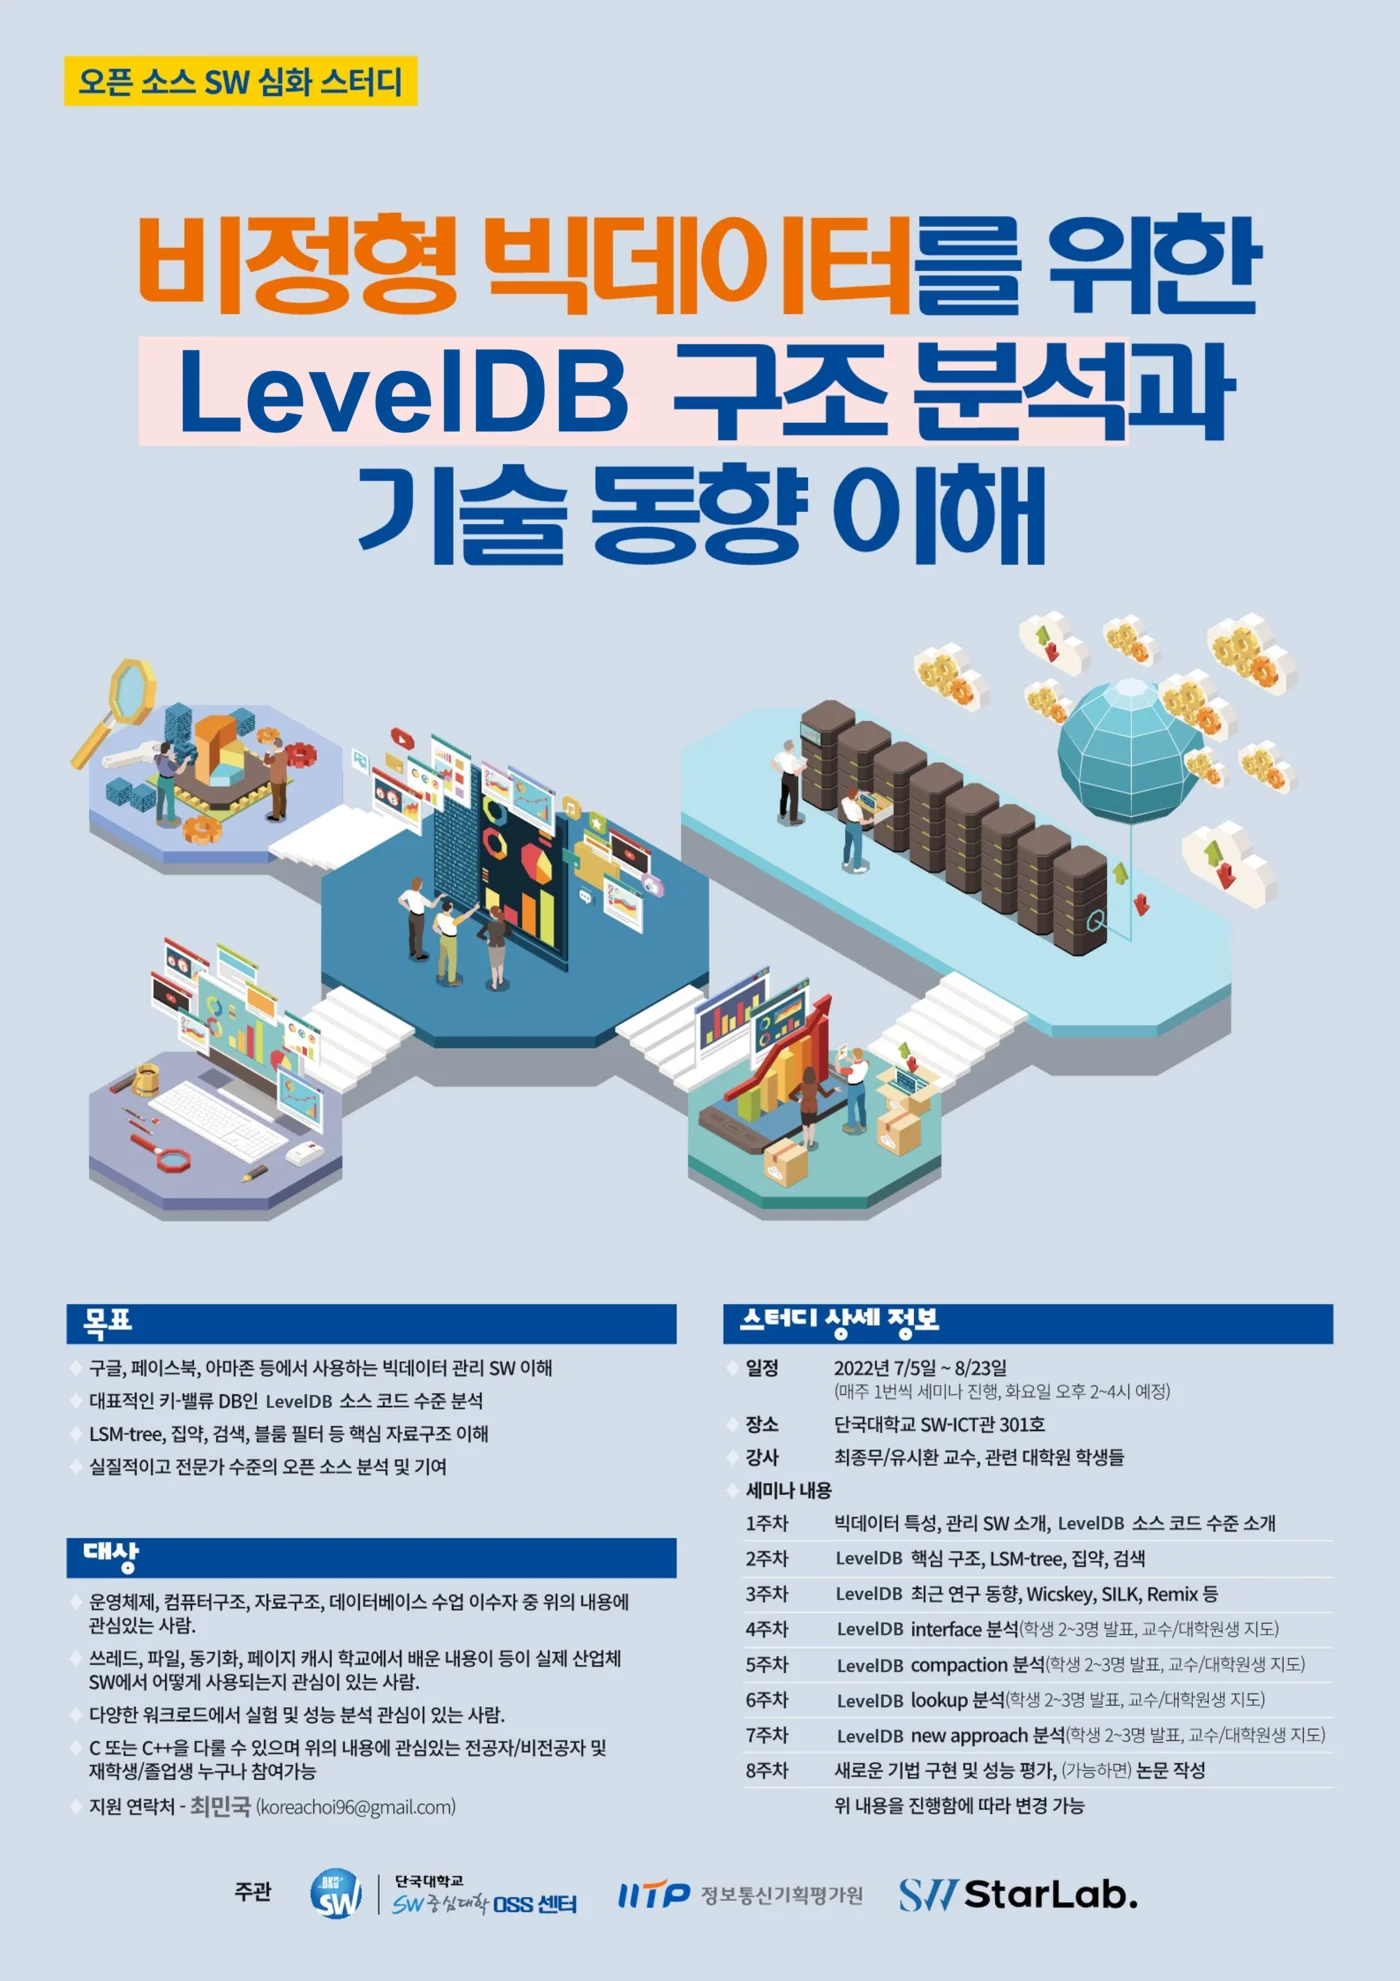 오픈 소스 SW 심화 스터디
비정형 빅데이터를 위한
LevelDB 구조 분석과
기술 동향 이해
목표
구글, 페이스북, 아마존 등에서 사용하는 빅데이터 관리 SW 이해
대표적인 키-밸류 DB인 LevelDB 소스 코드 수준 분석
LSM-tree, 집약, 검색, 블룸 필터 등 핵심 자료구조 이해
실질적이고 전문가 수준의 오픈 소스 분석 및 기여
대상
운영체제, 컴퓨터구조, 자료구조, 데이터베이스 수업 이수자 중 위의 내용에
관심있는 사람.
쓰레드, 파일, 동기화, 페이지 캐시 학교에서 배운 내용이 등이 실제 산업체
SW에서 어떻게 사용되는지 관심이 있는 사람.
다양한 워크로드에서 실험 및 성능 분석 관심이 있는 사람.
C 또는 C++을 다룰 수 있으며 위의 내용에 관심있는 전공자/비전공자 및
재학생/졸업생 누구나 참여가능
지원 연락처 - 최민국 (koreachoi96@gmail.com)
스터디 상세 정보
일정 2022년 7/5일 ~ 8/23일
(매주 1번씩 세미나 진행, 화요일 오후 2~4시 예정)
장소 단국대학교 SW-ICT관 301호
강사 최종무/유시환 교수, 관련 대학원 학생들
세미나 내용
1주차 빅데이터 특성, 관리 SW 소개, LevelDB 소스 코드 수준 소개
2주차 LevelDB 핵심 구조, LSM-tree, 집약, 검색
3주차 LevelDB 최근 연구 동향, Wicskey, SILK, Remix 등
4주차 LevelDB interface 분석(학생 2~3명 발표, 교수/대학원생 지도)
5주차 LevelDB compaction 분석(학생 2~3명 발표, 교수/대학원생 지도)
6주차 LevelDB lookup 분석(학생 2~3명 발표, 교수/대학원생 지도)
7주차 LevelDB new approach 분석(학생 2~3명 발표, 교수/대학원생 지도)
8주차 새로운 기법 구현 및 성능 평가, (가능하면) 논문 작성
위 내용을 진행함에 따라 변경 가능
주관
DKU
SW
단국대학교
SW중심대학 OSS 센터
IITP 정보통신기획평가원
SW StarLab.